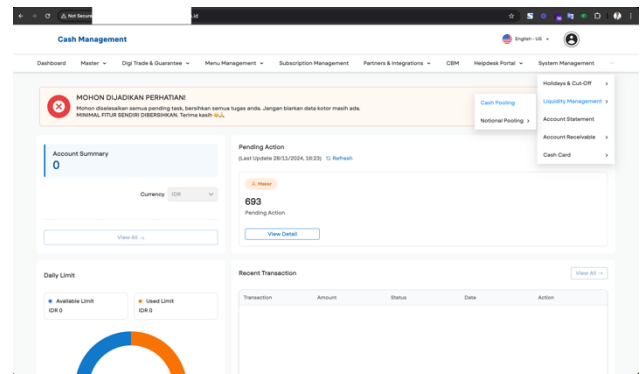 Not Secure
.id
Cash Management
English - US
Dashboard Master Digi Trade & Guarantee Menu Management Subscription Management Partners & Integrations CBM Helpdesk Portal System Management
Holidays & Cut-Off
Liquidity Management
Account Statement
Account Receivable
Cash Card
Cash Pooling
Notional Pooling
MOHON DIJADIKAN PERHATIAN!
Mohon diselesaikan semua pending task, bersihkan semua tugas anda. Jangan biarkan data kotor masih ada.
MINIMAL FITUR SENDIRI DIBERSIHKAN. Terima kasih
Account Summary
0
Currency IDR
View All →
Pending Action
(Last Update 28/11/2024, 18:23) Refresh
Maker
693
Pending Action
View Detail
Daily Limit
Available Limit
IDR 0
Used Limit
IDR 0
Recent Transaction
View All →
Transaction Amount Status Date Action